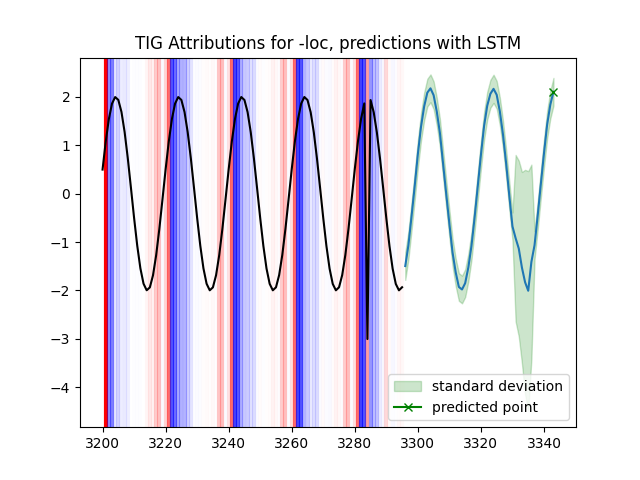 TIG Attributions for -loc, predictions with LSTM
2
1
0
−1
−2
−3
−4
standard deviation
predicted point
3200 3220 3240 3260 3280 3300 3320 3340